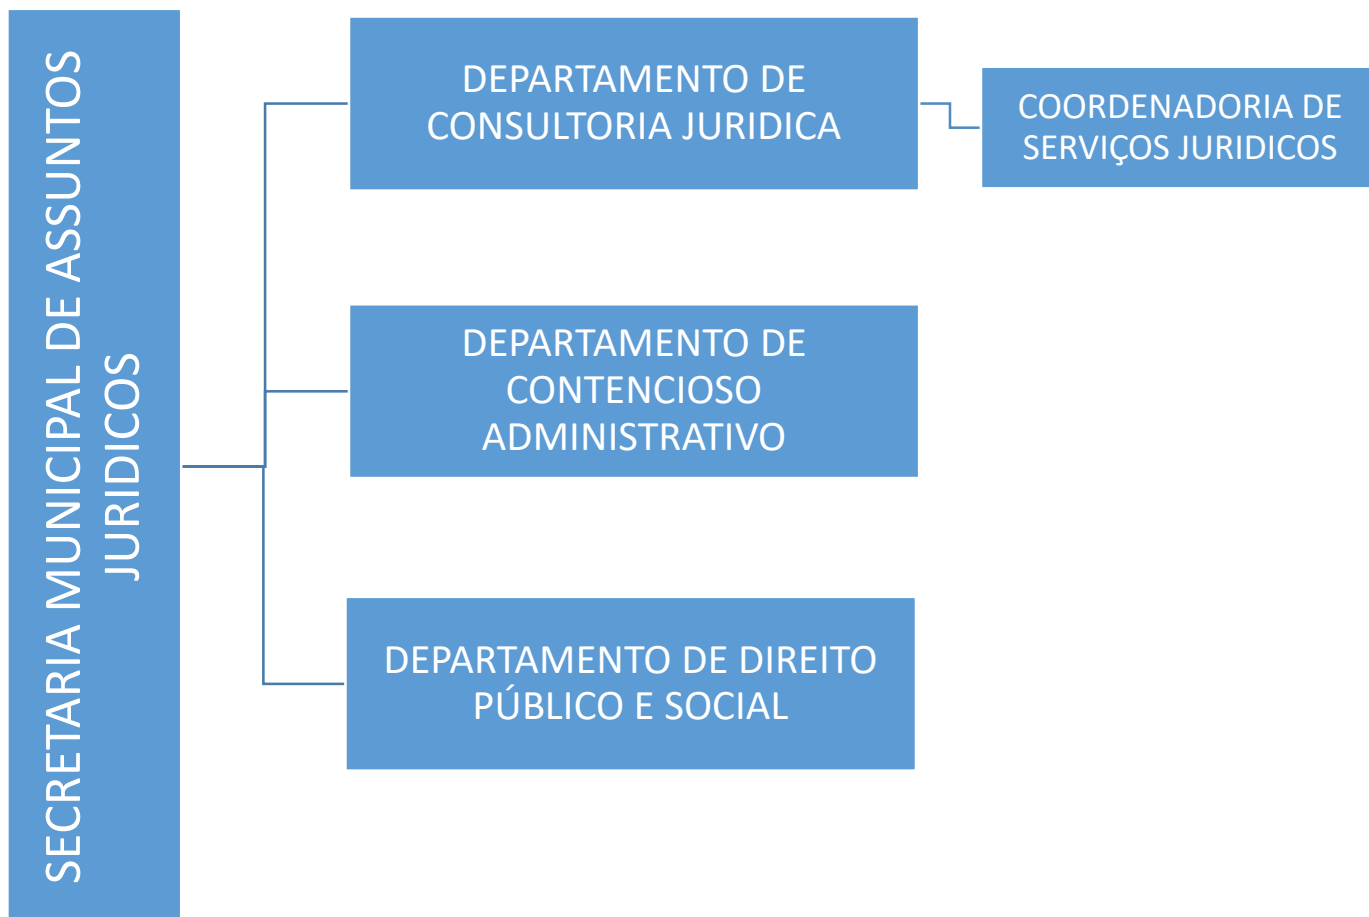 SECRETARIA MUNICIPAL DE ASSUNTOS
JURIDICOS
DEPARTAMENTO DE
CONSULTORIA JURIDICA
COORDENADORIA DE
SERVIÇOS JURIDICOS
DEPARTAMENTO DE
CONTENCIOSO
ADMINISTRATIVO
DEPARTAMENTO DE DIREITO
PÚBLICO E SOCIAL